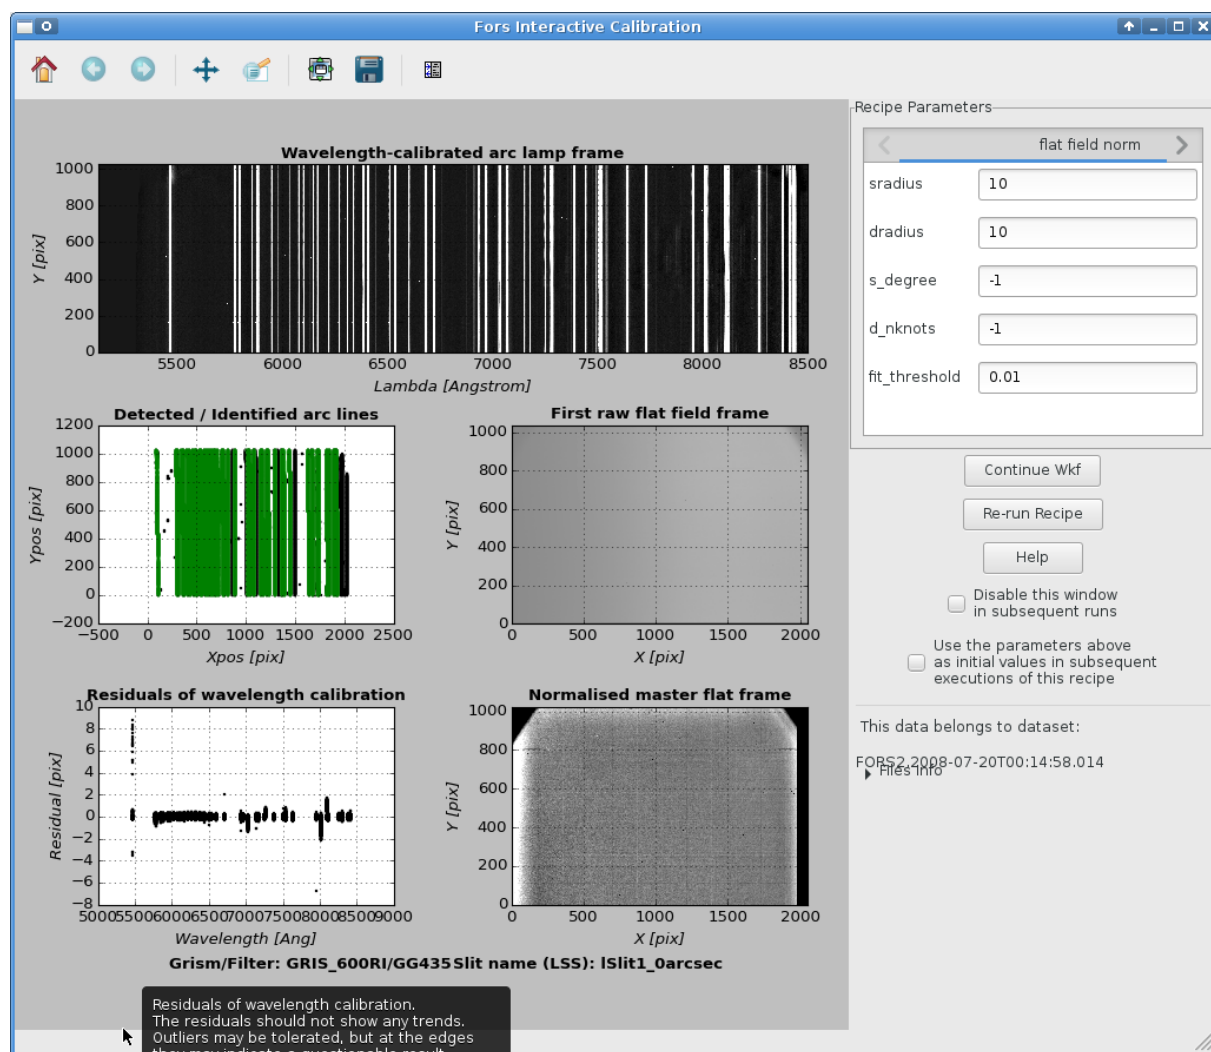 Fors Interactive Calibration
Recipe Parameters
flat field norm
sradius 10
dradius 10
s_degree -1
d_nknots -1
fit_threshold 0.01
Continue Wkf
Re-run Recipe
Help
Disable this window
in subsequent runs
Use the parameters above
as initial values in subsequent
executions of this recipe
This data belongs to dataset:
FORS2.2008-07-20T00:14:58.014
Files info
Wavelength-calibrated arc lamp frame
Y [pix]
1000
800
600
400
200
0
5500 6000 6500 7000 7500 8000 8500
Lambda [Angstrom]
Detected / Identified arc lines
Ypos [pix]
1200
1000
800
600
400
200
0
−200
−500 0 500 1000 1500 2000 2500
Xpos [pix]
First raw flat field frame
Y [pix]
1000
800
600
400
200
0
0 500 1000 1500 2000
X [pix]
Residuals of wavelength calibration
Residual [pix]
10
8
6
4
2
0
−2
−4
−6
−8
5000 5500 6000 6500 7000 7500 8000 8500 9000
Wavelength [Ang]
Normalised master flat frame
Y [pix]
1000
800
600
400
200
0
0 500 1000 1500 2000
X [pix]
Grism/Filter: GRIS_600RI/GG435 Slit name (LSS): lSlit1_0arcsec
Residuals of wavelength calibration.
The residuals should not show any trends.
Outliers may be tolerated, but at the edges
they may indicate a questionable result.